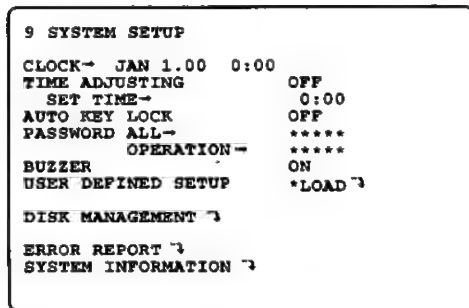 9 SYSTEM SETUP
CLOCK→ JAN 1.00 0:00
TIME ADJUSTING OFF
SET TIME→ 0:00
AUTO KEY LOCK OFF
PASSWORD ALL→ *****
OPERATION→ *****
BUZZER ON
USER DEFINED SETUP *LOAD⤵
DISK MANAGEMENT ⤵
ERROR REPORT ⤵
SYSTEM INFORMATION ⤵